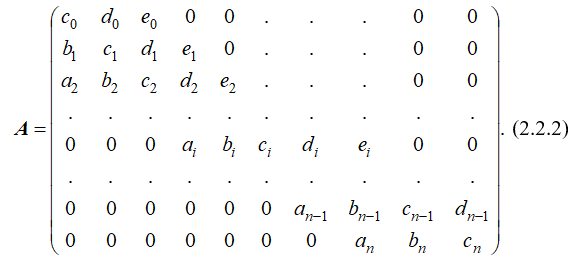 c₀ d₀ e₀ 0 0 . . . 0 0
b₁ c₁ d₁ e₁ 0 . . . 0 0
a₂ b₂ c₂ d₂ e₂ . . . 0 0
. . . . . . . . . .
A = 0 0 0 aᵢ bᵢ cᵢ dᵢ eᵢ 0 0 . (2.2.2)
. . . . . . . . . .
0 0 0 0 0 0 aₙ₋₁ bₙ₋₁ cₙ₋₁ dₙ₋₁
0 0 0 0 0 0 0 aₙ bₙ cₙ